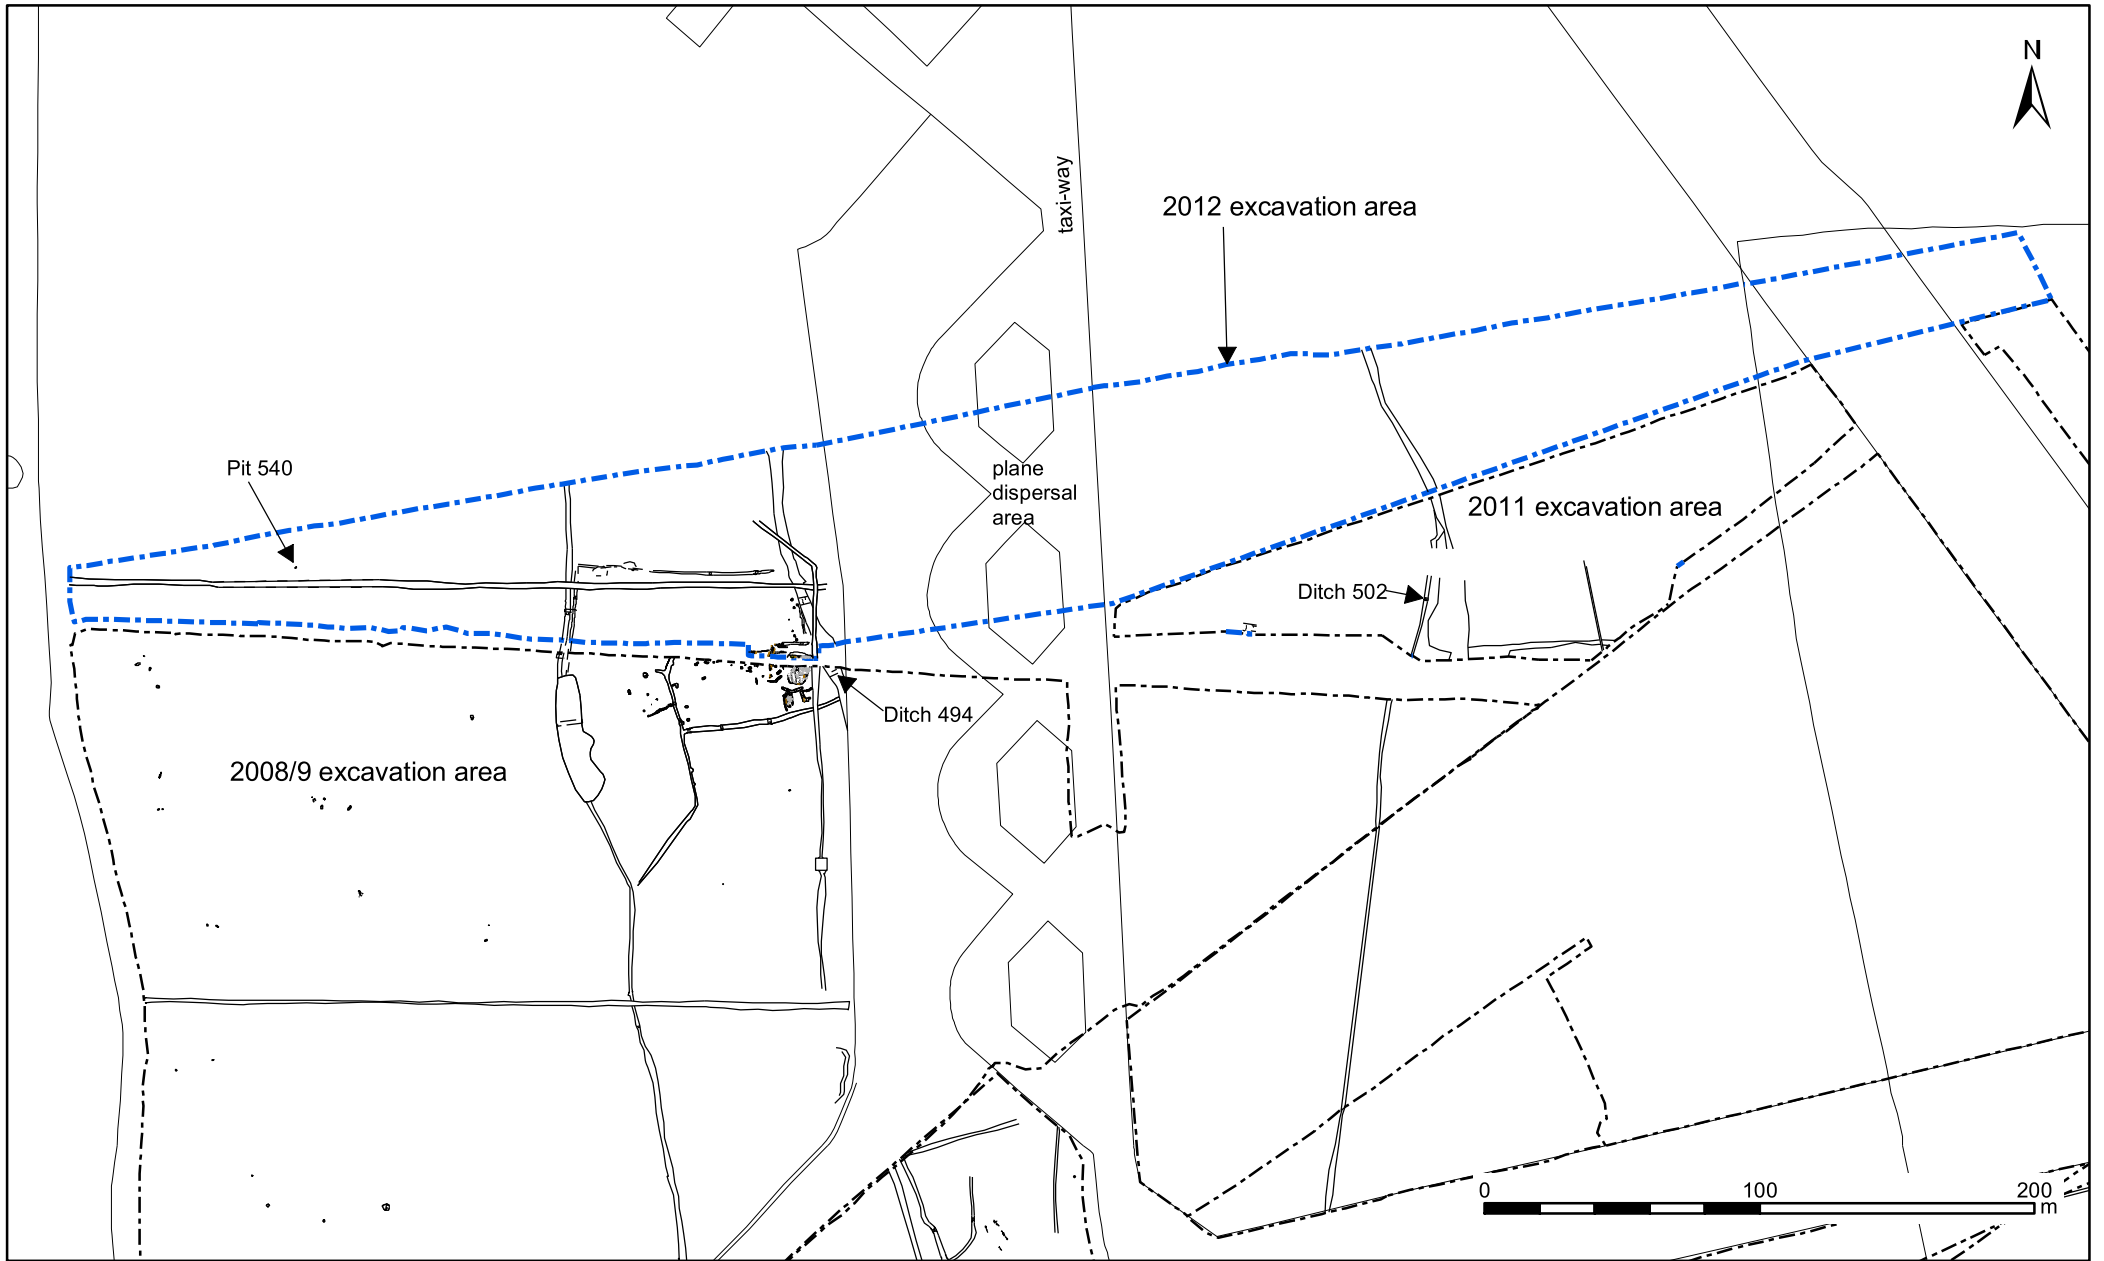 N
taxi-way
2012 excavation area
Pit 540
plane
dispersal
area
2011 excavation area
Ditch 502
Ditch 494
2008/9 excavation area
0 100 200
m